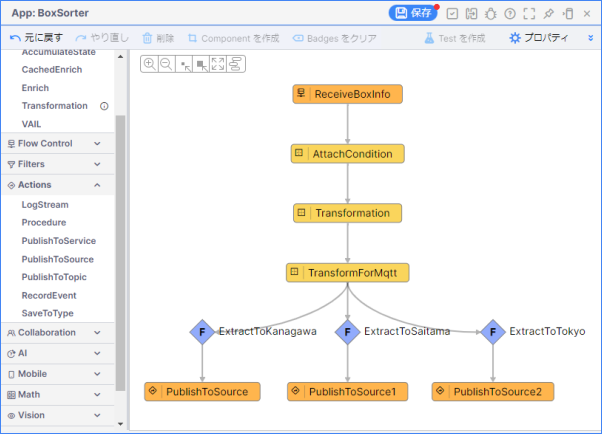 App: BoxSorter
保存
元に戻す
やり直し
削除
Component を作成
Badges をクリア
Test を作成
プロパティ
AccumulateState
CachedEnrich
Enrich
Transformation
VAIL
Flow Control
Filters
Actions
LogStream
Procedure
PublishToService
PublishToSource
PublishToTopic
RecordEvent
SaveToType
Collaboration
AI
Mobile
Math
Vision
ReceiveBoxInfo
AttachCondition
Transformation
TransformForMqtt
F ExtractToKanagawa
F ExtractToSaitama
F ExtractToTokyo
PublishToSource
PublishToSource1
PublishToSource2